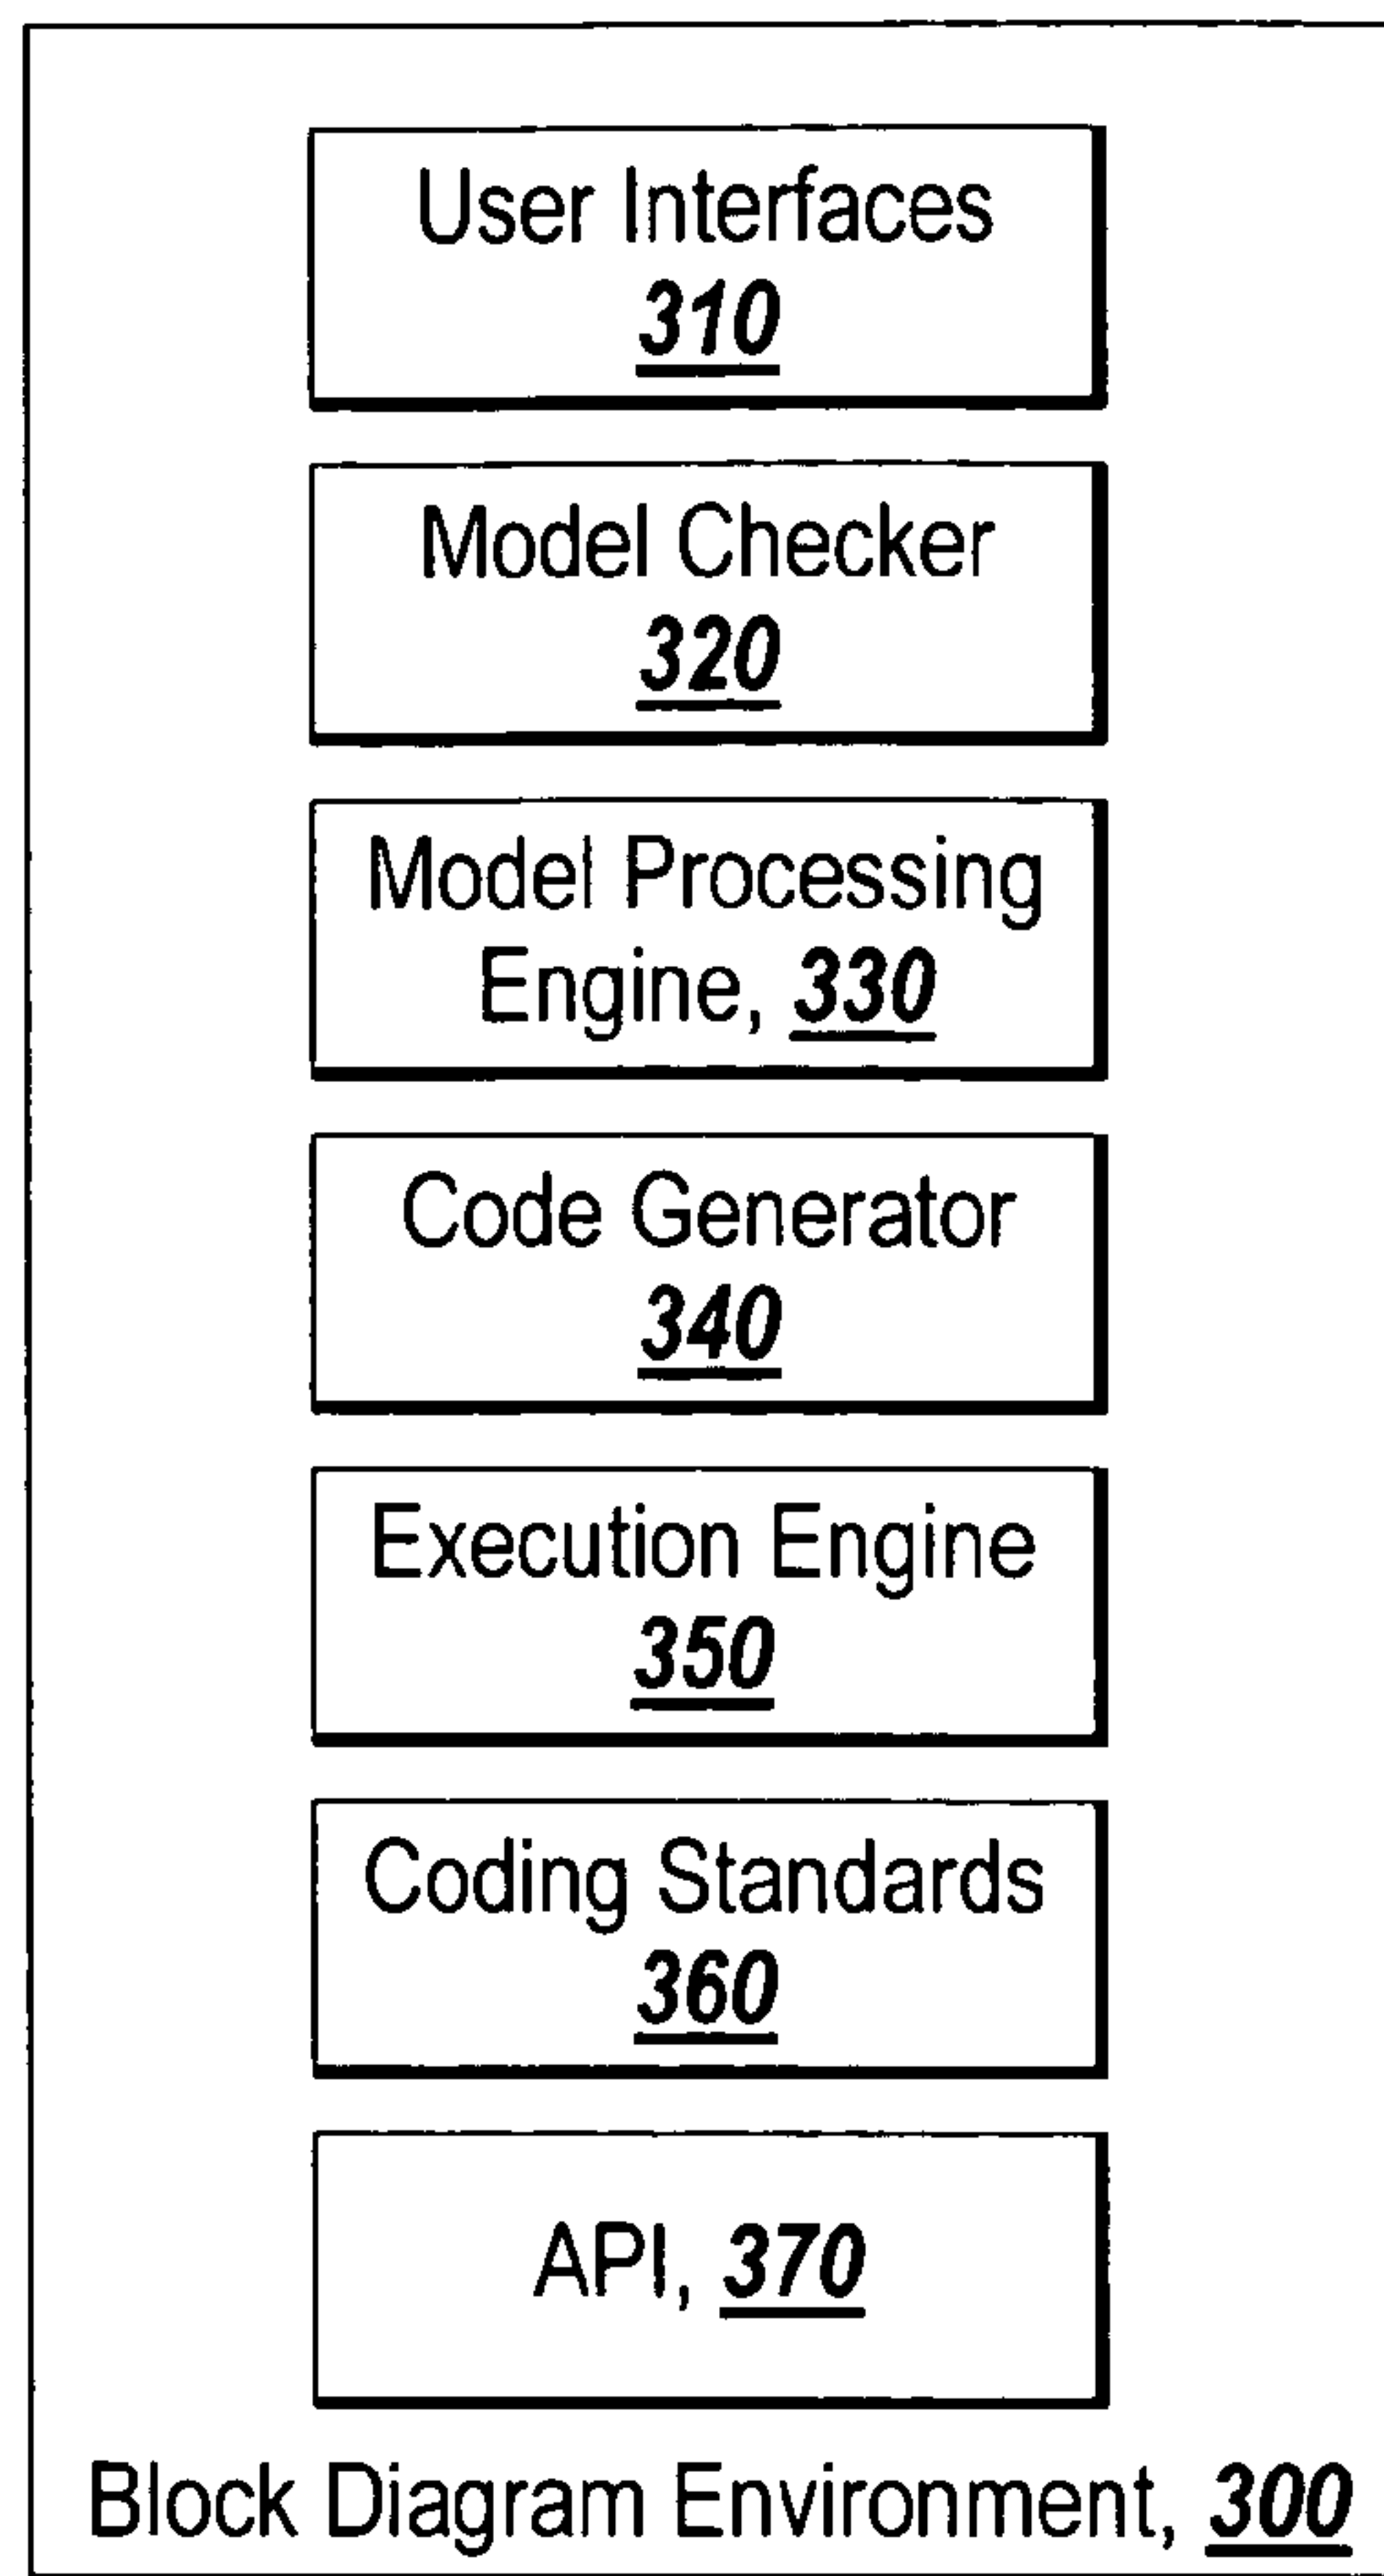 User Interfaces
310
Model Checker
320
Model Processing
Engine, 330
Code Generator
340
Execution Engine
350
Coding Standards
360
API, 370
Block Diagram Environment, 300